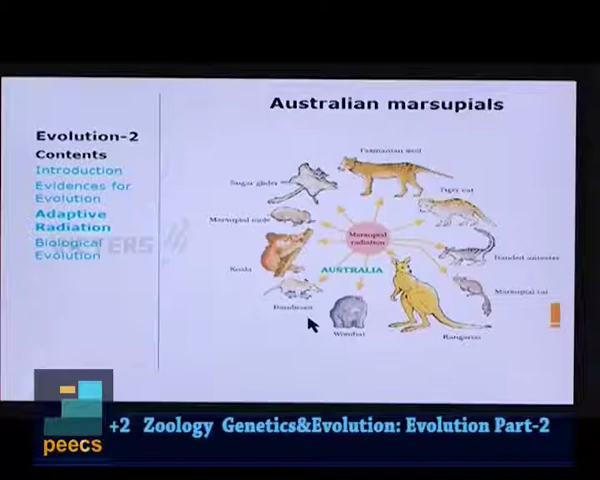 Australian marsupials
Evolution-2
Contents
Introduction
Evidences for
Evolution
Adaptive
Radiation
Biological
Evolution
Tasmanian wolf
Sugar glider
Tiger cat
Marsupial mole
Marsupial
radiation
Banded anteater
Koala
AUSTRALIA
Marsupial rat
Bandicoot
Wombat
Kangaroo
peecs
+2 Zoology Genetics&Evolution: Evolution Part-2